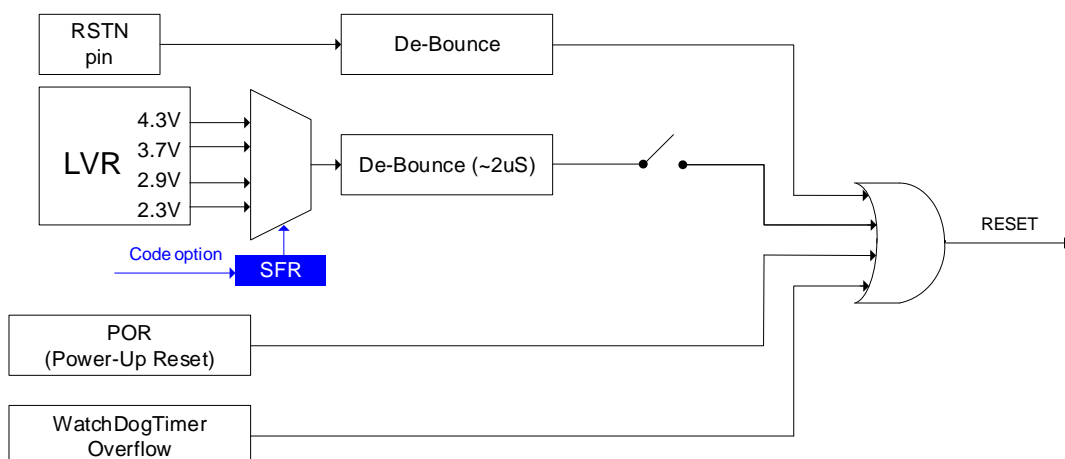 RSTN
pin
De-Bounce
LVR
4.3V
3.7V
2.9V
2.3V
De-Bounce (~2uS)
Code option
SFR
RESET
POR
(Power-Up Reset)
WatchDogTimer
Overflow